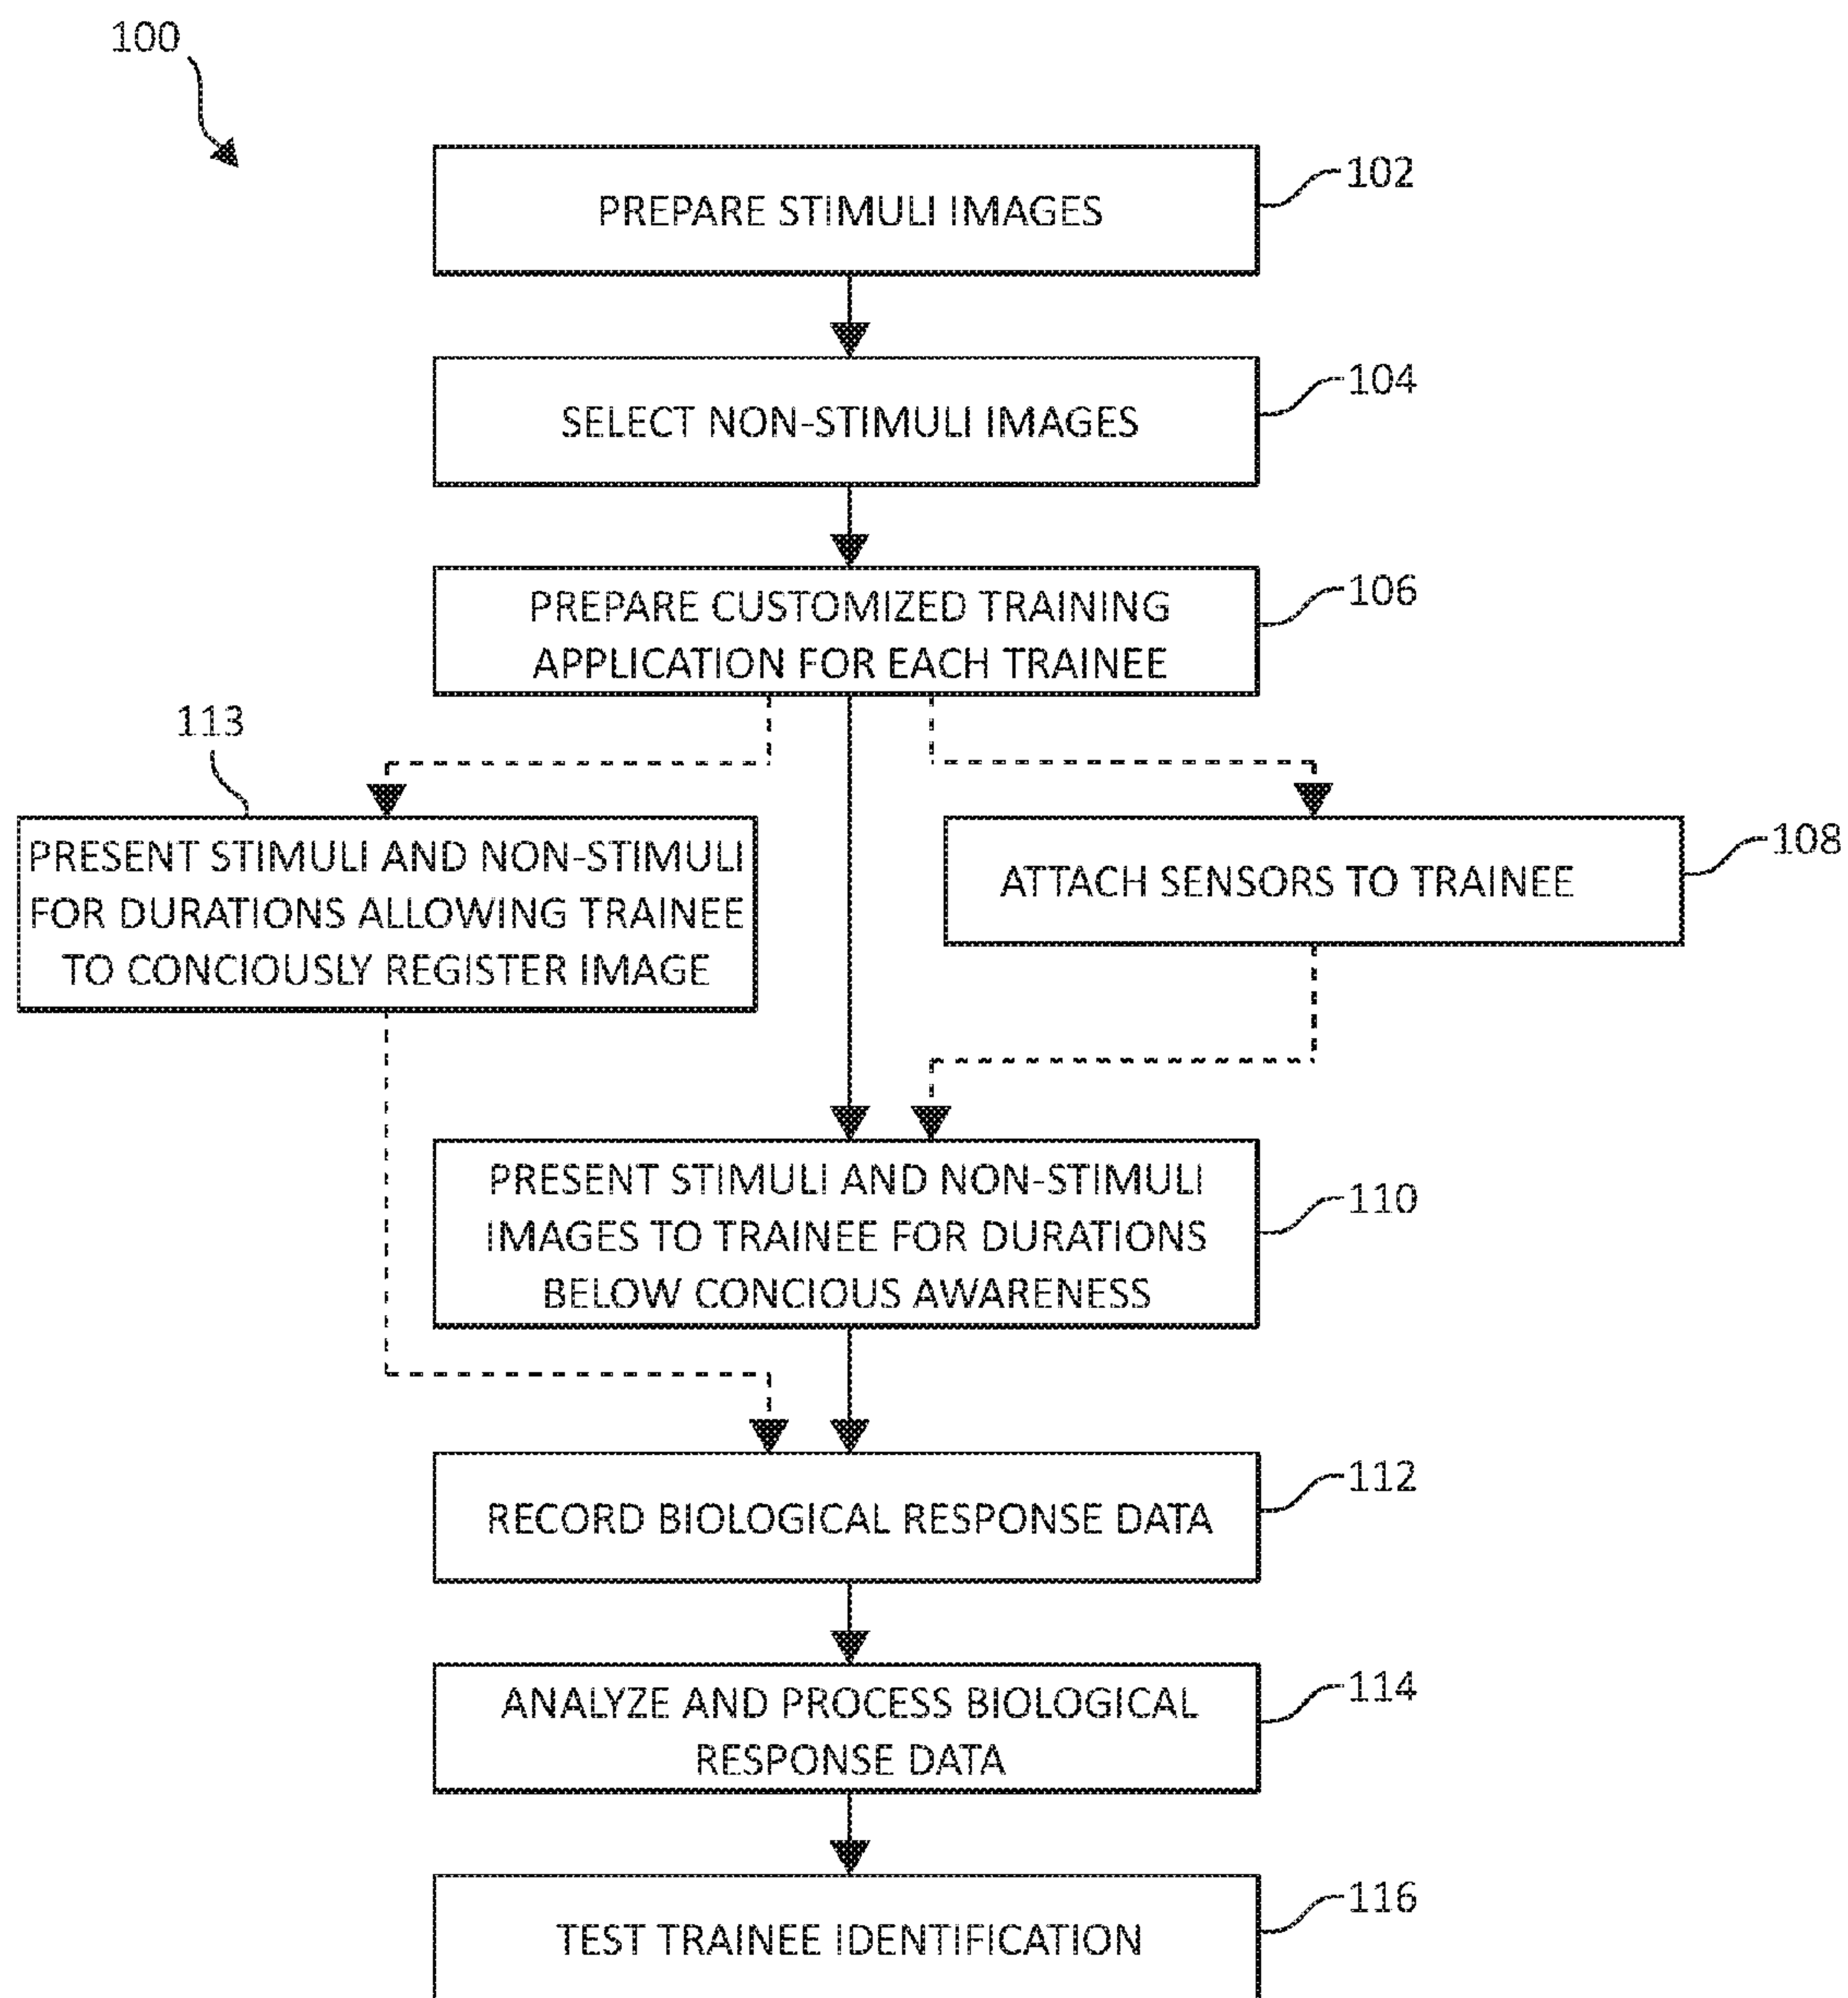 100
PREPARE STIMULI IMAGES
102
SELECT NON-STIMULI IMAGES
104
PREPARE CUSTOMIZED TRAINING
APPLICATION FOR EACH TRAINEE
106
113
PRESENT STIMULI AND NON-STIMULI
FOR DURATIONS ALLOWING TRAINEE
TO CONCIOUSLY REGISTER IMAGE
ATTACH SENSORS TO TRAINEE
108
PRESENT STIMULI AND NON-STIMULI
IMAGES TO TRAINEE FOR DURATIONS
BELOW CONCIOUS AWARENESS
110
RECORD BIOLOGICAL RESPONSE DATA
112
ANALYZE AND PROCESS BIOLOGICAL
RESPONSE DATA
114
TEST TRAINEE IDENTIFICATION
116